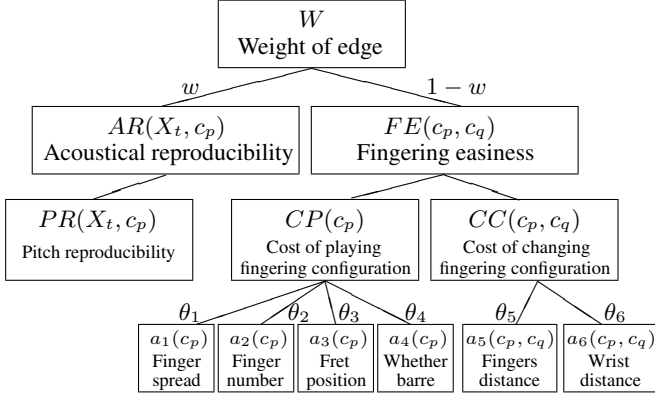 W
Weight of edge
w
1 − w
AR(X_t, c_p)
Acoustical reproducibility
FE(c_p, c_q)
Fingering easiness
PR(X_t, c_p)
Pitch reproducibility
CP(c_p)
Cost of playing
fingering configuration
CC(c_p, c_q)
Cost of changing
fingering configuration
θ_1
θ_2
θ_3
θ_4
θ_5
θ_6
a_1(c_p)
Finger
spread
a_2(c_p)
Finger
number
a_3(c_p)
Fret
position
a_4(c_p)
Whether
barre
a_5(c_p, c_q)
Fingers
distance
a_6(c_p, c_q)
Wrist
distance